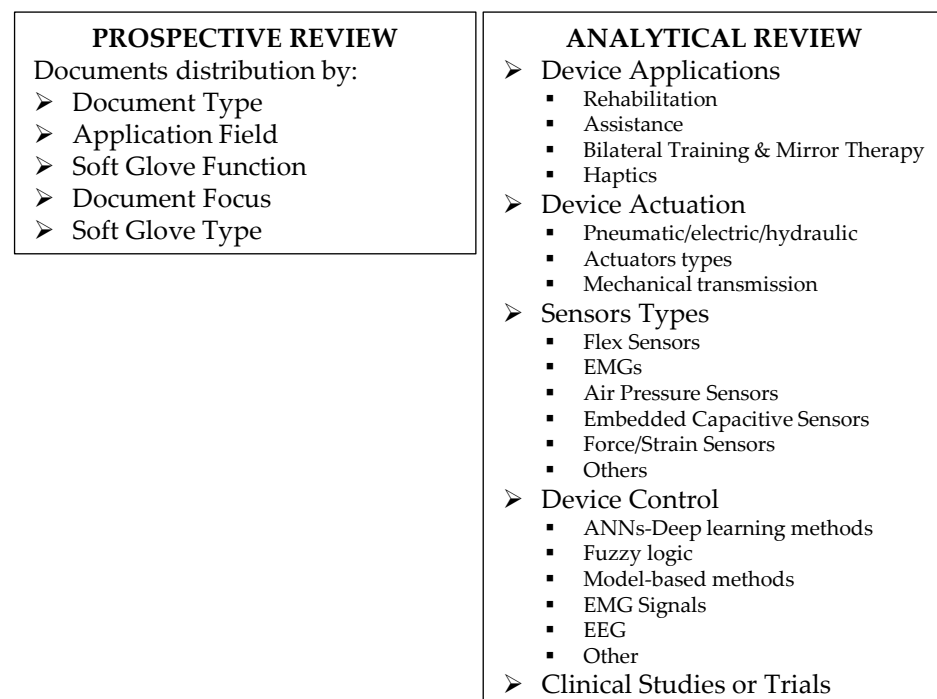 PROSPECTIVE REVIEW
Documents distribution by:
➢ Document Type
➢ Application Field
➢ Soft Glove Function
➢ Document Focus
➢ Soft Glove Type
ANALYTICAL REVIEW
➢ Device Applications
▪ Rehabilitation
▪ Assistance
▪ Bilateral Training & Mirror Therapy
▪ Haptics
➢ Device Actuation
▪ Pneumatic/electric/hydraulic
▪ Actuators types
▪ Mechanical transmission
➢ Sensors Types
▪ Flex Sensors
▪ EMGs
▪ Air Pressure Sensors
▪ Embedded Capacitive Sensors
▪ Force/Strain Sensors
▪ Others
➢ Device Control
▪ ANNs-Deep learning methods
▪ Fuzzy logic
▪ Model-based methods
▪ EMG Signals
▪ EEG
▪ Other
➢ Clinical Studies or Trials